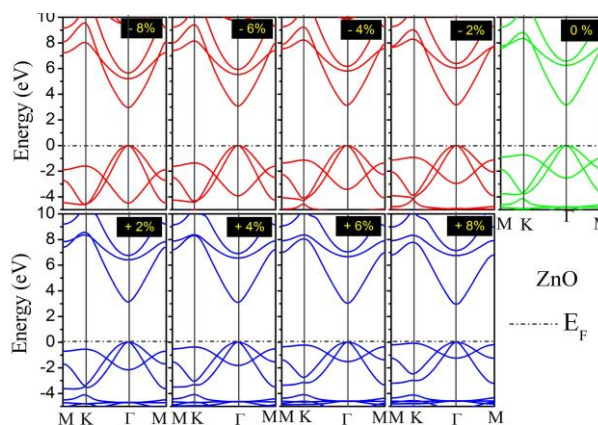 10 - 8% - 6% - 4% - 2% 0 %
8
6
4
2
0
-2
-4
Energy (eV)
M K Γ M
10 + 2% + 4% + 6% + 8%
8
6
4
2
0
-2
-4
Energy (eV)
M K Γ M M K Γ M M K Γ M M K Γ M
ZnO
E_F